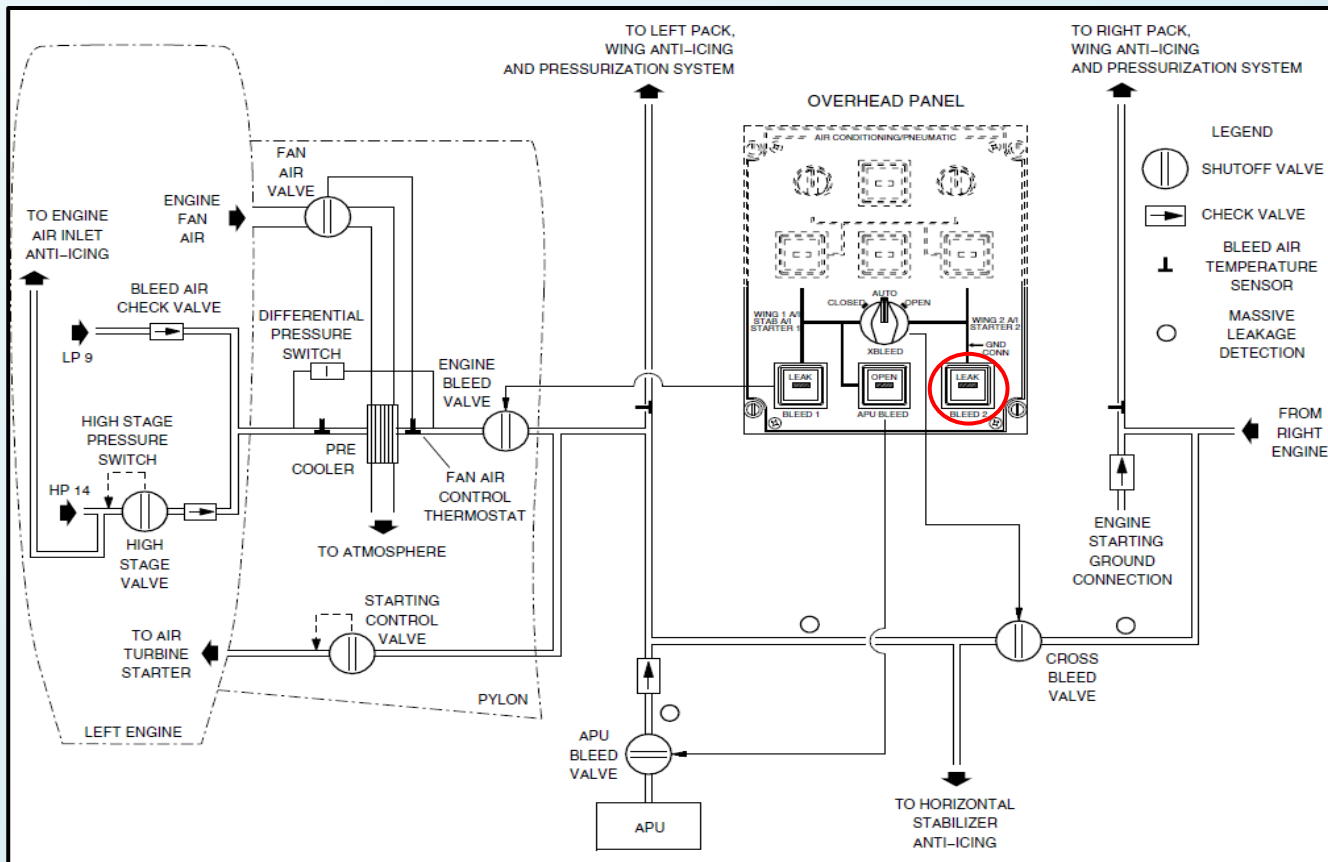 TO LEFT PACK,
WING ANTI–ICING
AND PRESSURIZATION SYSTEM
TO RIGHT PACK,
WING ANTI–ICING
AND PRESSURIZATION SYSTEM
OVERHEAD PANEL
AIR CONDITIONING/PNEUMATIC
LEGEND
SHUTOFF VALVE
CHECK VALVE
BLEED AIR
TEMPERATURE
SENSOR
MASSIVE
LEAKAGE
DETECTION
FAN
AIR
VALVE
ENGINE
FAN
AIR
TO ENGINE
AIR INLET
ANTI–ICING
BLEED AIR
CHECK VALVE
LP 9
DIFFERENTIAL
PRESSURE
SWITCH
ENGINE
BLEED
VALVE
HIGH STAGE
PRESSURE
SWITCH
HP 14
HIGH
STAGE
VALVE
PRE
COOLER
FAN AIR
CONTROL
THERMOSTAT
TO ATMOSPHERE
CLOSED
AUTO
OPEN
WING 1 A/I
STAB A/I
STARTER 1
WING 2 A/I
STARTER 2
XBLEED
GND
CONN
LEAK
OPEN
LEAK
BLEED 1
APU BLEED
BLEED 2
FROM
RIGHT
ENGINE
ENGINE
STARTING
GROUND
CONNECTION
STARTING
CONTROL
VALVE
TO AIR
TURBINE
STARTER
PYLON
LEFT ENGINE
CROSS
BLEED
VALVE
APU
BLEED
VALVE
APU
TO HORIZONTAL
STABILIZER
ANTI–ICING